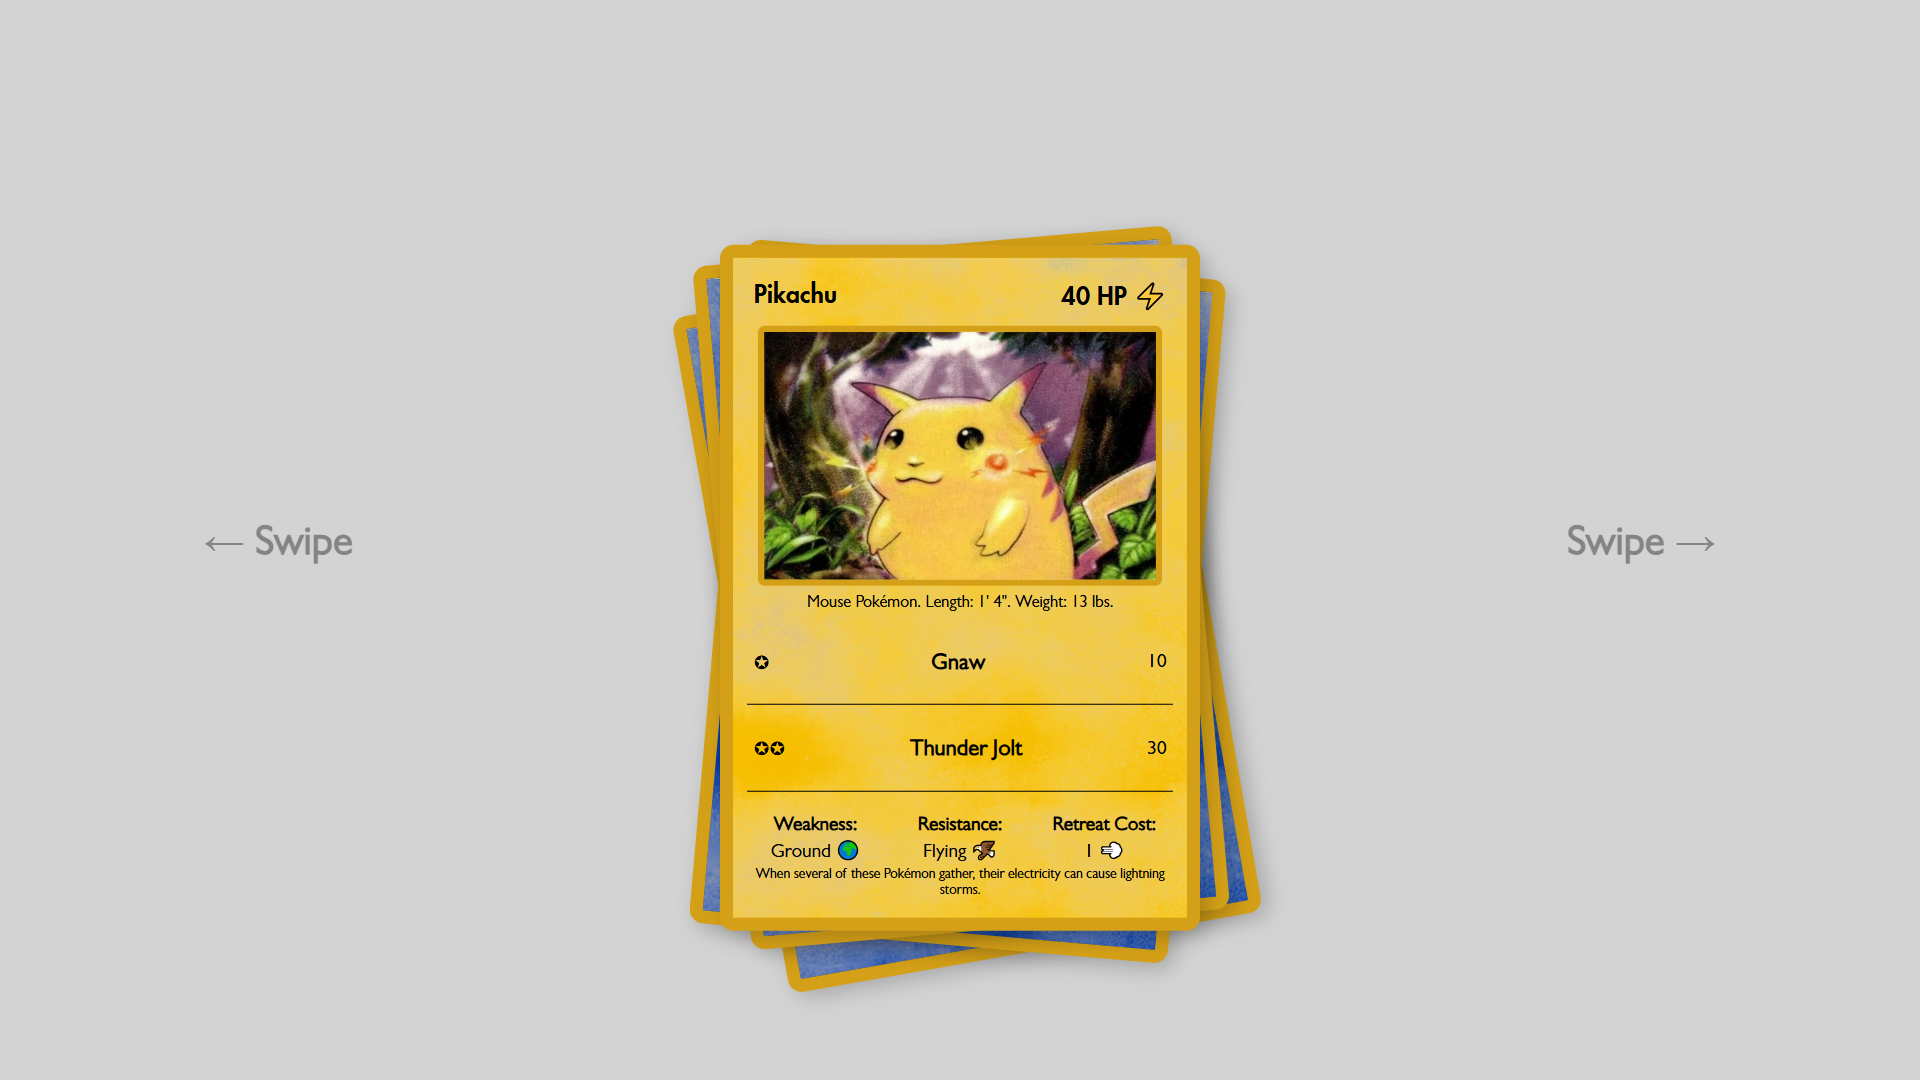 Pikachu
40 HP
← Swipe
Swipe →
Mouse Pokémon. Length: 1' 4". Weight: 13 lbs.
✪ Gnaw 10
✪✪ Thunder Jolt 30
Weakness: Resistance: Retreat Cost:
Ground Flying 1
When several of these Pokémon gather, their electricity can cause lightning
storms.